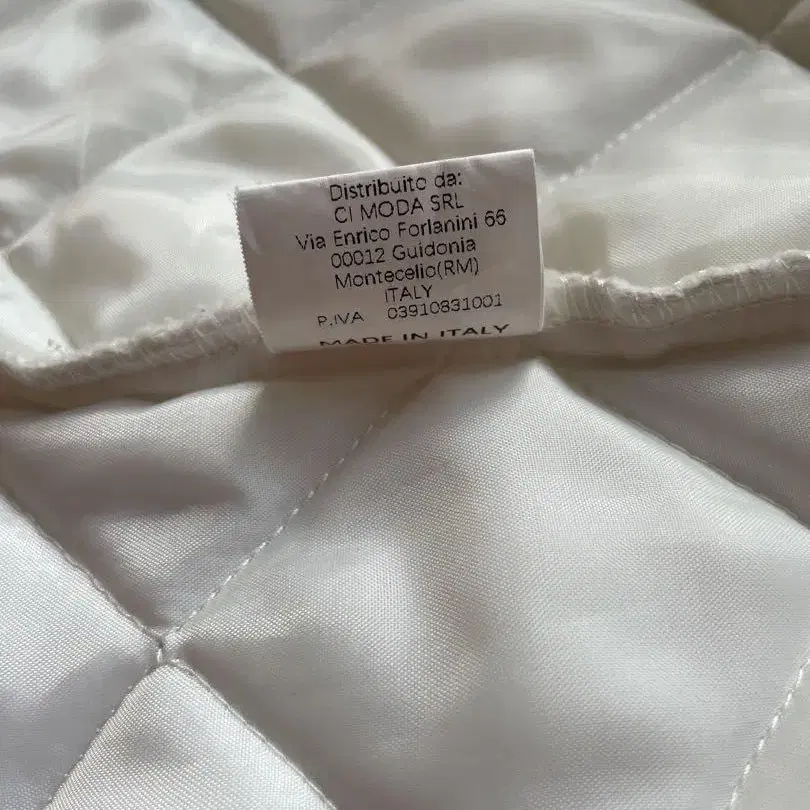 Distribuito da:
CI MODA SRL
Via Enrico Forlanini 66
00012 Guidonia
Montecelio(RM)
ITALY
P.IVA 03910831001
MADE IN ITALY